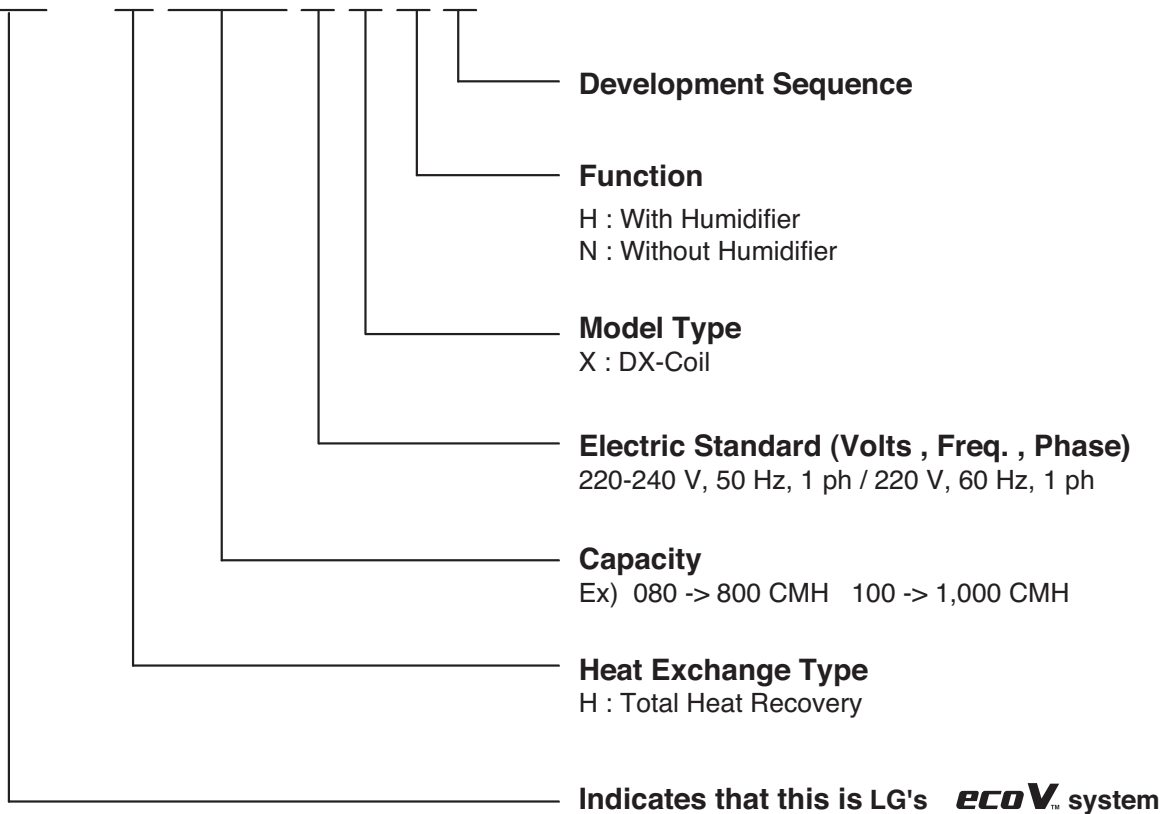 Development Sequence
Function
H : With Humidifier
N : Without Humidifier
Model Type
X : DX-Coil
Electric Standard (Volts , Freq. , Phase)
220-240 V, 50 Hz, 1 ph / 220 V, 60 Hz, 1 ph
Capacity
Ex) 080 -> 800 CMH 100 -> 1,000 CMH
Heat Exchange Type
H : Total Heat Recovery
Indicates that this is LG's eco V™ system